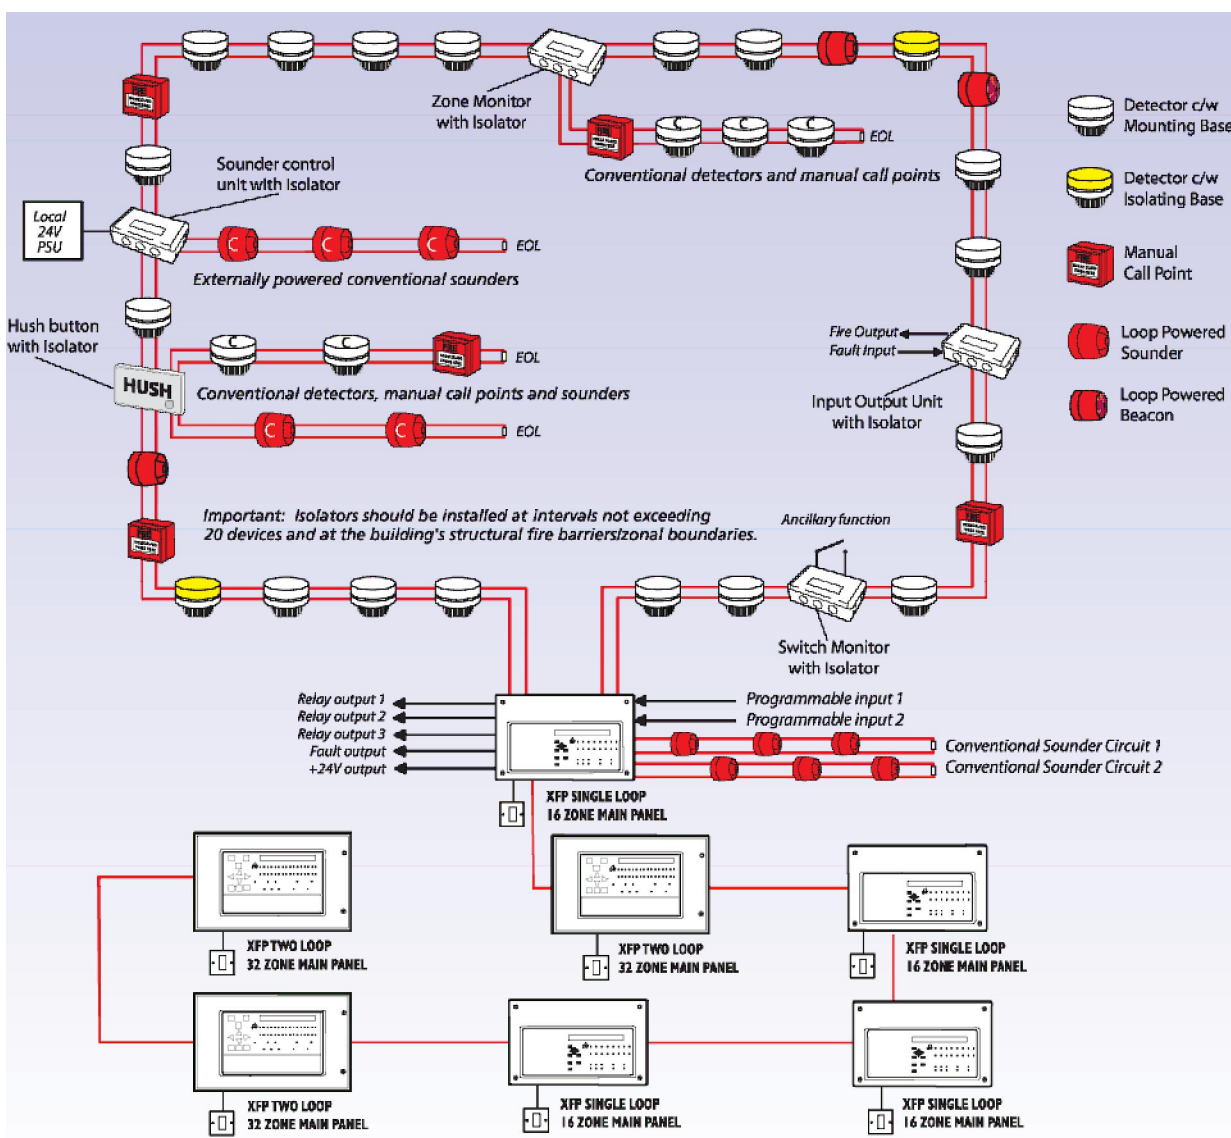 Zone Monitor
with Isolator
EOL
Conventional detectors and manual call points
Detector c/w
Mounting Base
Detector c/w
Isolating Base
Manual
Call Point
Loop Powered
Sounder
Loop Powered
Beacon
Sounder control
unit with Isolator
Local
24V
PSU
C
C
C
C
C
C
EOL
Externally powered conventional sounders
Hush button
with Isolator
HUSH
C
C
FIRE
EOL
Conventional detectors, manual call points and sounders
C
C
EOL
Fire Output
Fault Input
Input Output Unit
with Isolator
Important: Isolators should be installed at intervals not exceeding
20 devices and at the building's structural fire barriers/zonal boundaries.
Ancillary function
Switch Monitor
with Isolator
Relay output 1
Relay output 2
Relay output 3
Fault output
+24V output
Programmable input 1
Programmable input 2
Conventional Sounder Circuit 1
Conventional Sounder Circuit 2
XFP SINGLE LOOP
16 ZONE MAIN PANEL
XFP TWO LOOP
32 ZONE MAIN PANEL
XFP TWO LOOP
32 ZONE MAIN PANEL
XFP SINGLE LOOP
16 ZONE MAIN PANEL
XFP TWO LOOP
32 ZONE MAIN PANEL
XFP SINGLE LOOP
16 ZONE MAIN PANEL
XFP SINGLE LOOP
16 ZONE MAIN PANEL